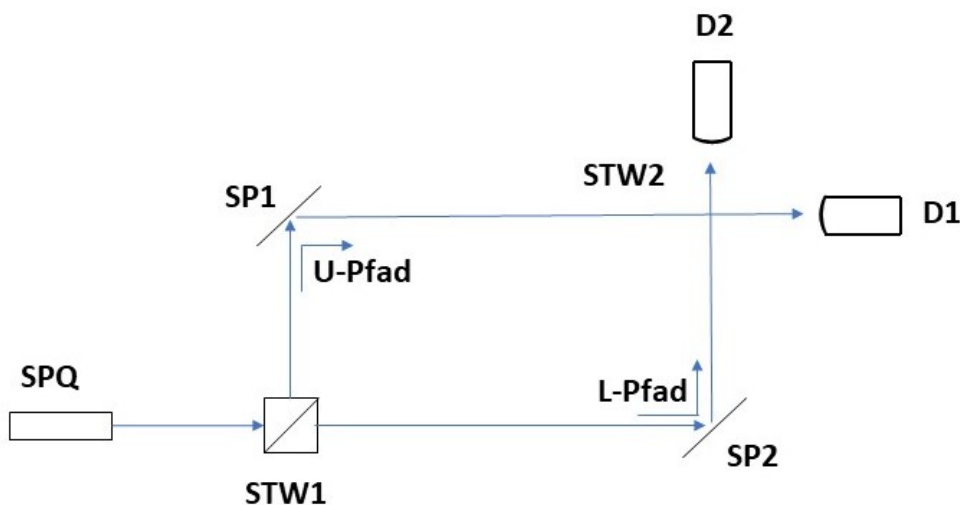 D2
STW2
SP1
D1
U-Pfad
SPQ
L-Pfad
SP2
STW1